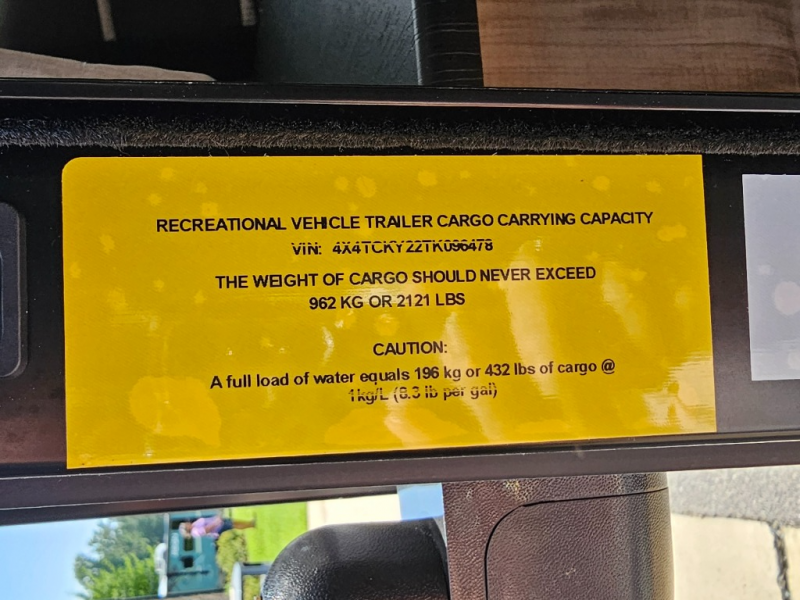 RECREATIONAL VEHICLE TRAILER CARGO CARRYING CAPACITY
VIN: 4X4TCKY22TK096478
THE WEIGHT OF CARGO SHOULD NEVER EXCEED
962 KG OR 2121 LBS
CAUTION:
A full load of water equals 196 kg or 432 lbs of cargo @
1kg/L (8.3 lb per gal)